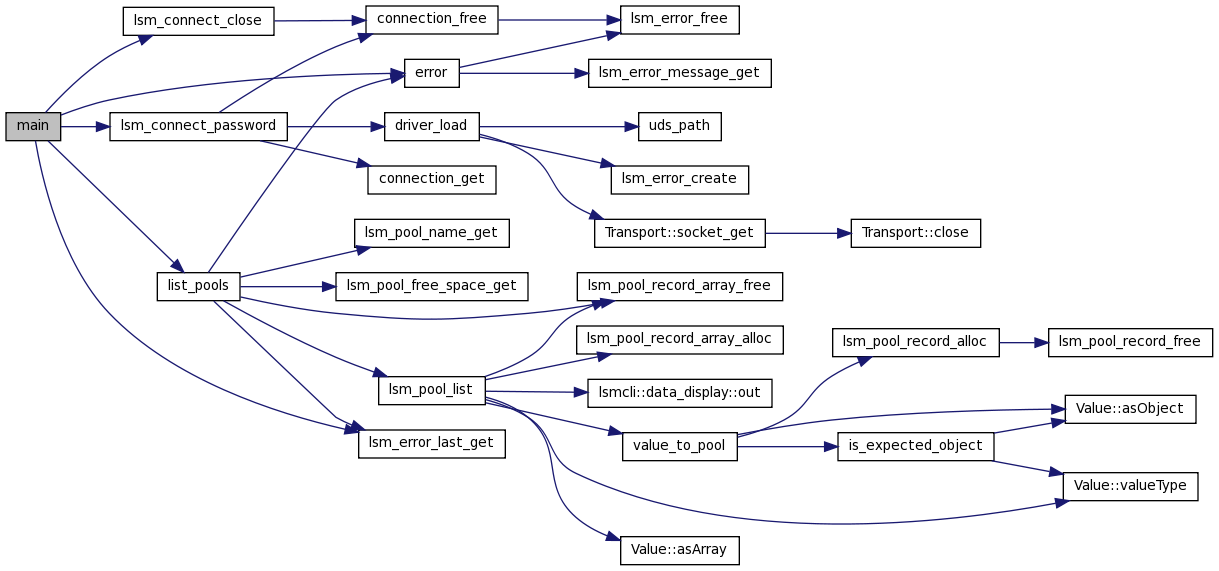 main
lsm_connect_close
lsm_connect_password
list_pools
lsm_error_last_get
connection_free
error
driver_load
connection_get
lsm_pool_name_get
lsm_pool_free_space_get
lsm_pool_list
lsm_error_free
lsm_error_message_get
uds_path
lsm_error_create
Transport::socket_get
Transport::close
lsm_pool_record_array_free
lsm_pool_record_array_alloc
lsmcli::data_display::out
value_to_pool
Value::asArray
lsm_pool_record_alloc
lsm_pool_record_free
is_expected_object
Value::asObject
Value::valueType